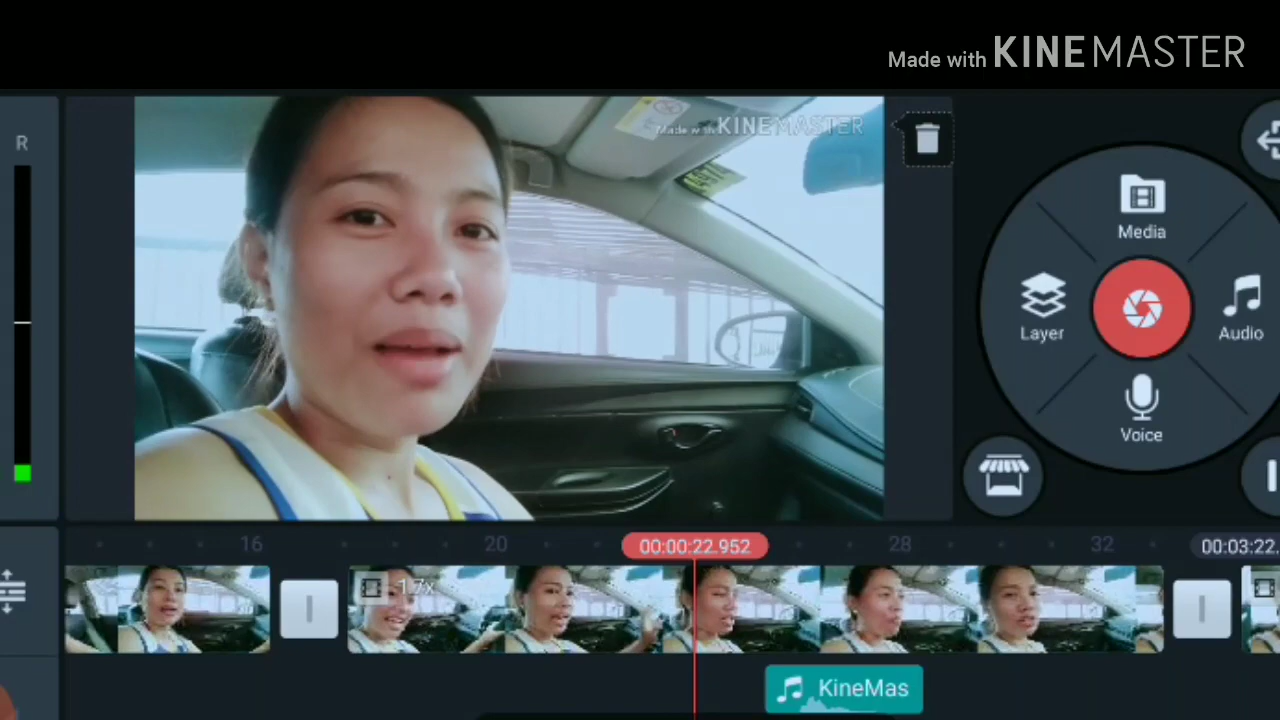 Made with KINEMASTER
R
Made with KINEMASTER
Media
Layer
Audio
Voice
16
20
00:00:22.952
28
32
00:03:22.
1.7x
KineMas